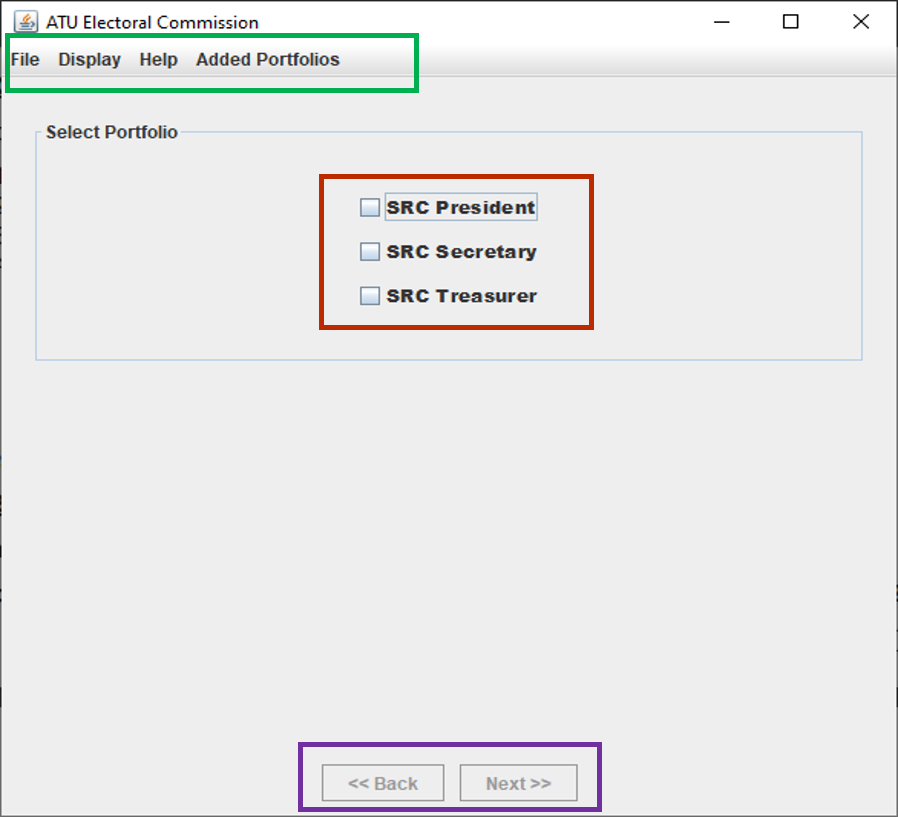 ATU Electoral Commission
File Display Help Added Portfolios
Select Portfolio
SRC President
SRC Secretary
SRC Treasurer
<< Back Next >>